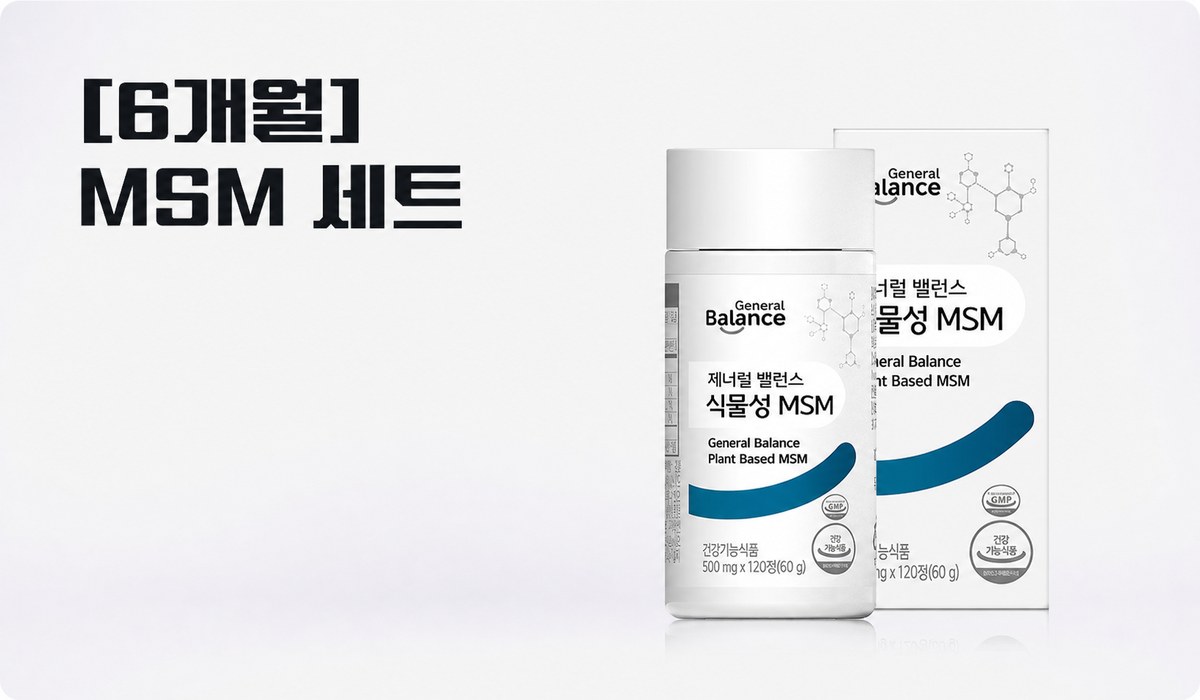 [6개월]
MSM 세트
General
Balance
제너럴 밸런스
식물성 MSM
General Balance
Plant Based MSM
GMP
건강
기능식품
건강기능식품
500 mg x 120정(60 g)
General
alance
너럴 밸런스
물성 MSM
neral Balance
nt Based MSM
GMP
건강
기능식품
능식품
mg x 120정(60 g)